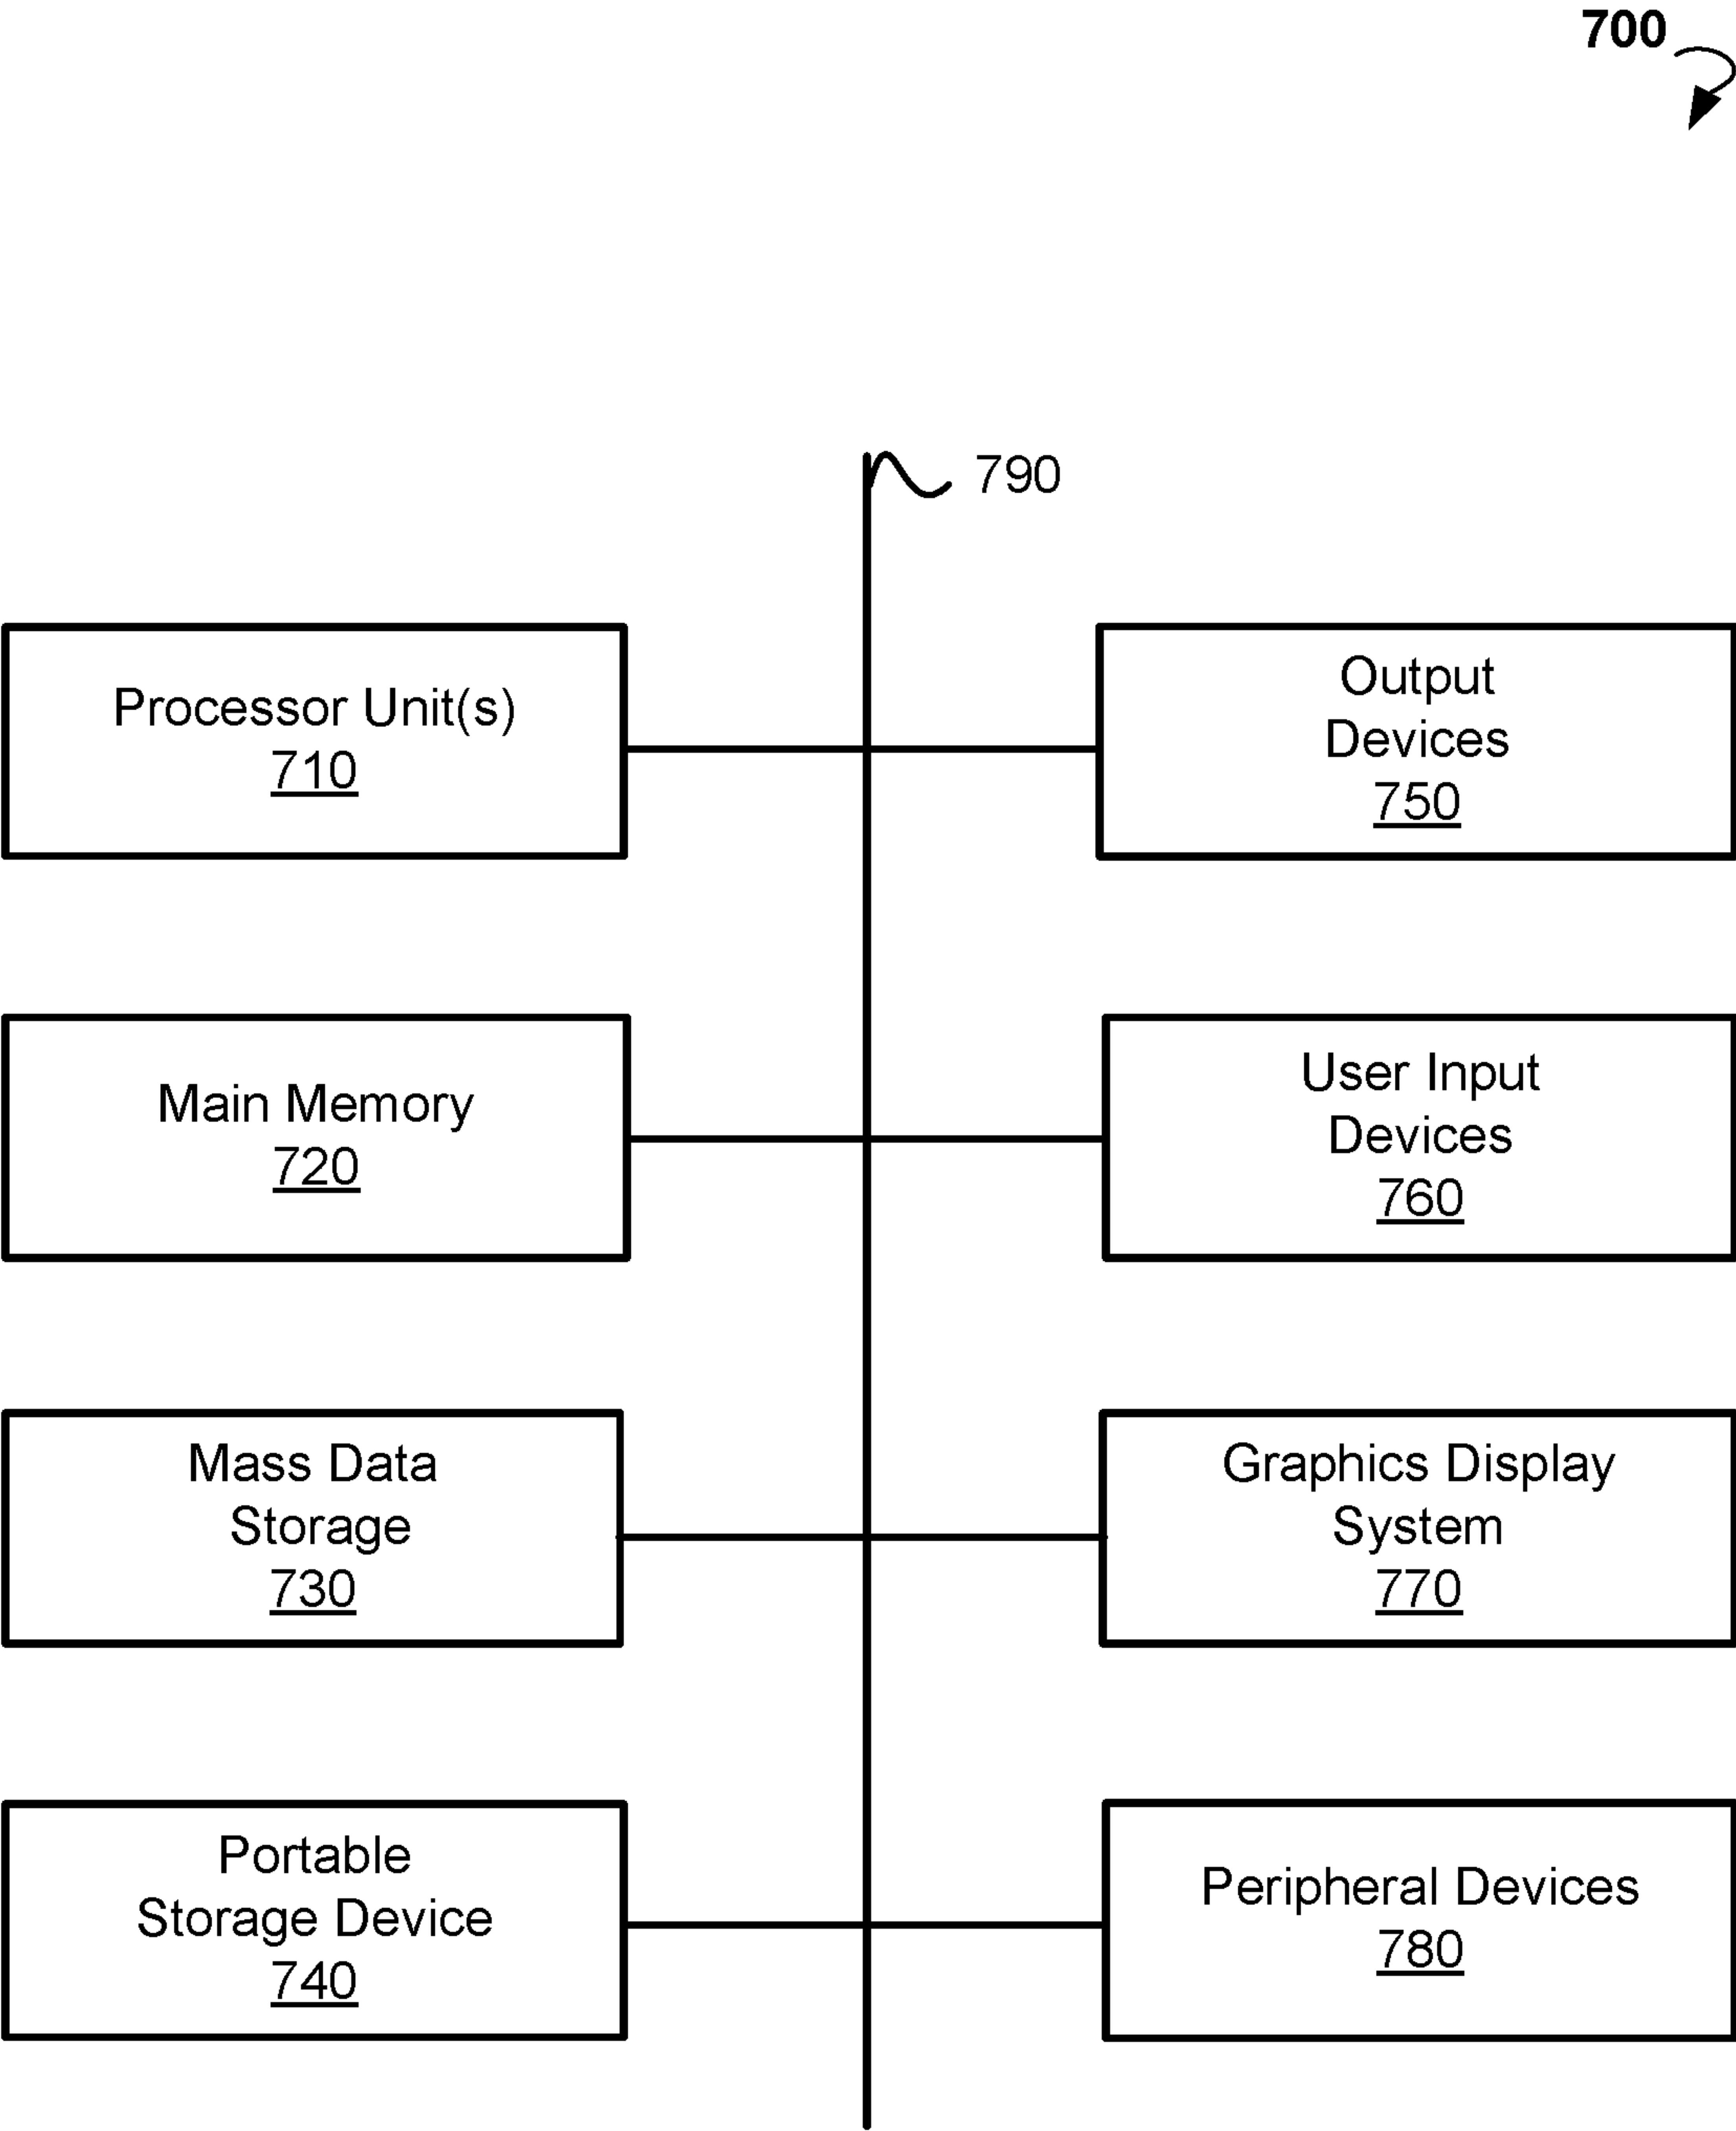 700
790
Processor Unit(s)
710
Output
Devices
750
Main Memory
720
User Input
Devices
760
Mass Data
Storage
730
Graphics Display
System
770
Portable
Storage Device
740
Peripheral Devices
780